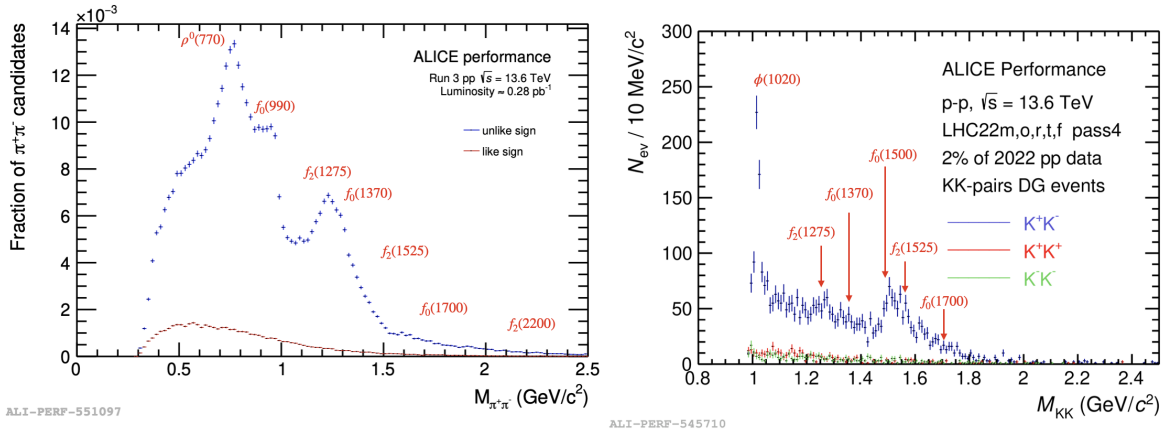 ×10⁻³
14
12
10
8
6
4
2
0
Fraction of π⁺π⁻ candidates
ρ⁰(770)
f₀(990)
f₂(1275)
f₀(1370)
f₂(1525)
f₀(1700)
f₂(2200)
ALICE performance
Run 3 pp √s = 13.6 TeV
Luminosity ≈ 0.28 pb⁻¹
unlike sign
like sign
0 0.5 1 1.5 2 2.5
M_π⁺π⁻ (GeV/c²)
ALI-PERF-551097
300
250
200
150
100
50
0
N_ev / 10 MeV/c²
ϕ(1020)
f₂(1275)
f₀(1370)
f₀(1500)
f₂(1525)
f₀(1700)
ALICE Performance
p-p, √s = 13.6 TeV
LHC22m,o,r,t,f pass4
2% of 2022 pp data
KK-pairs DG events
K⁺K⁻
K⁺K⁺
K⁻K⁻
0.8 1 1.2 1.4 1.6 1.8 2 2.2 2.4
M_KK (GeV/c²)
ALI-PERF-545710